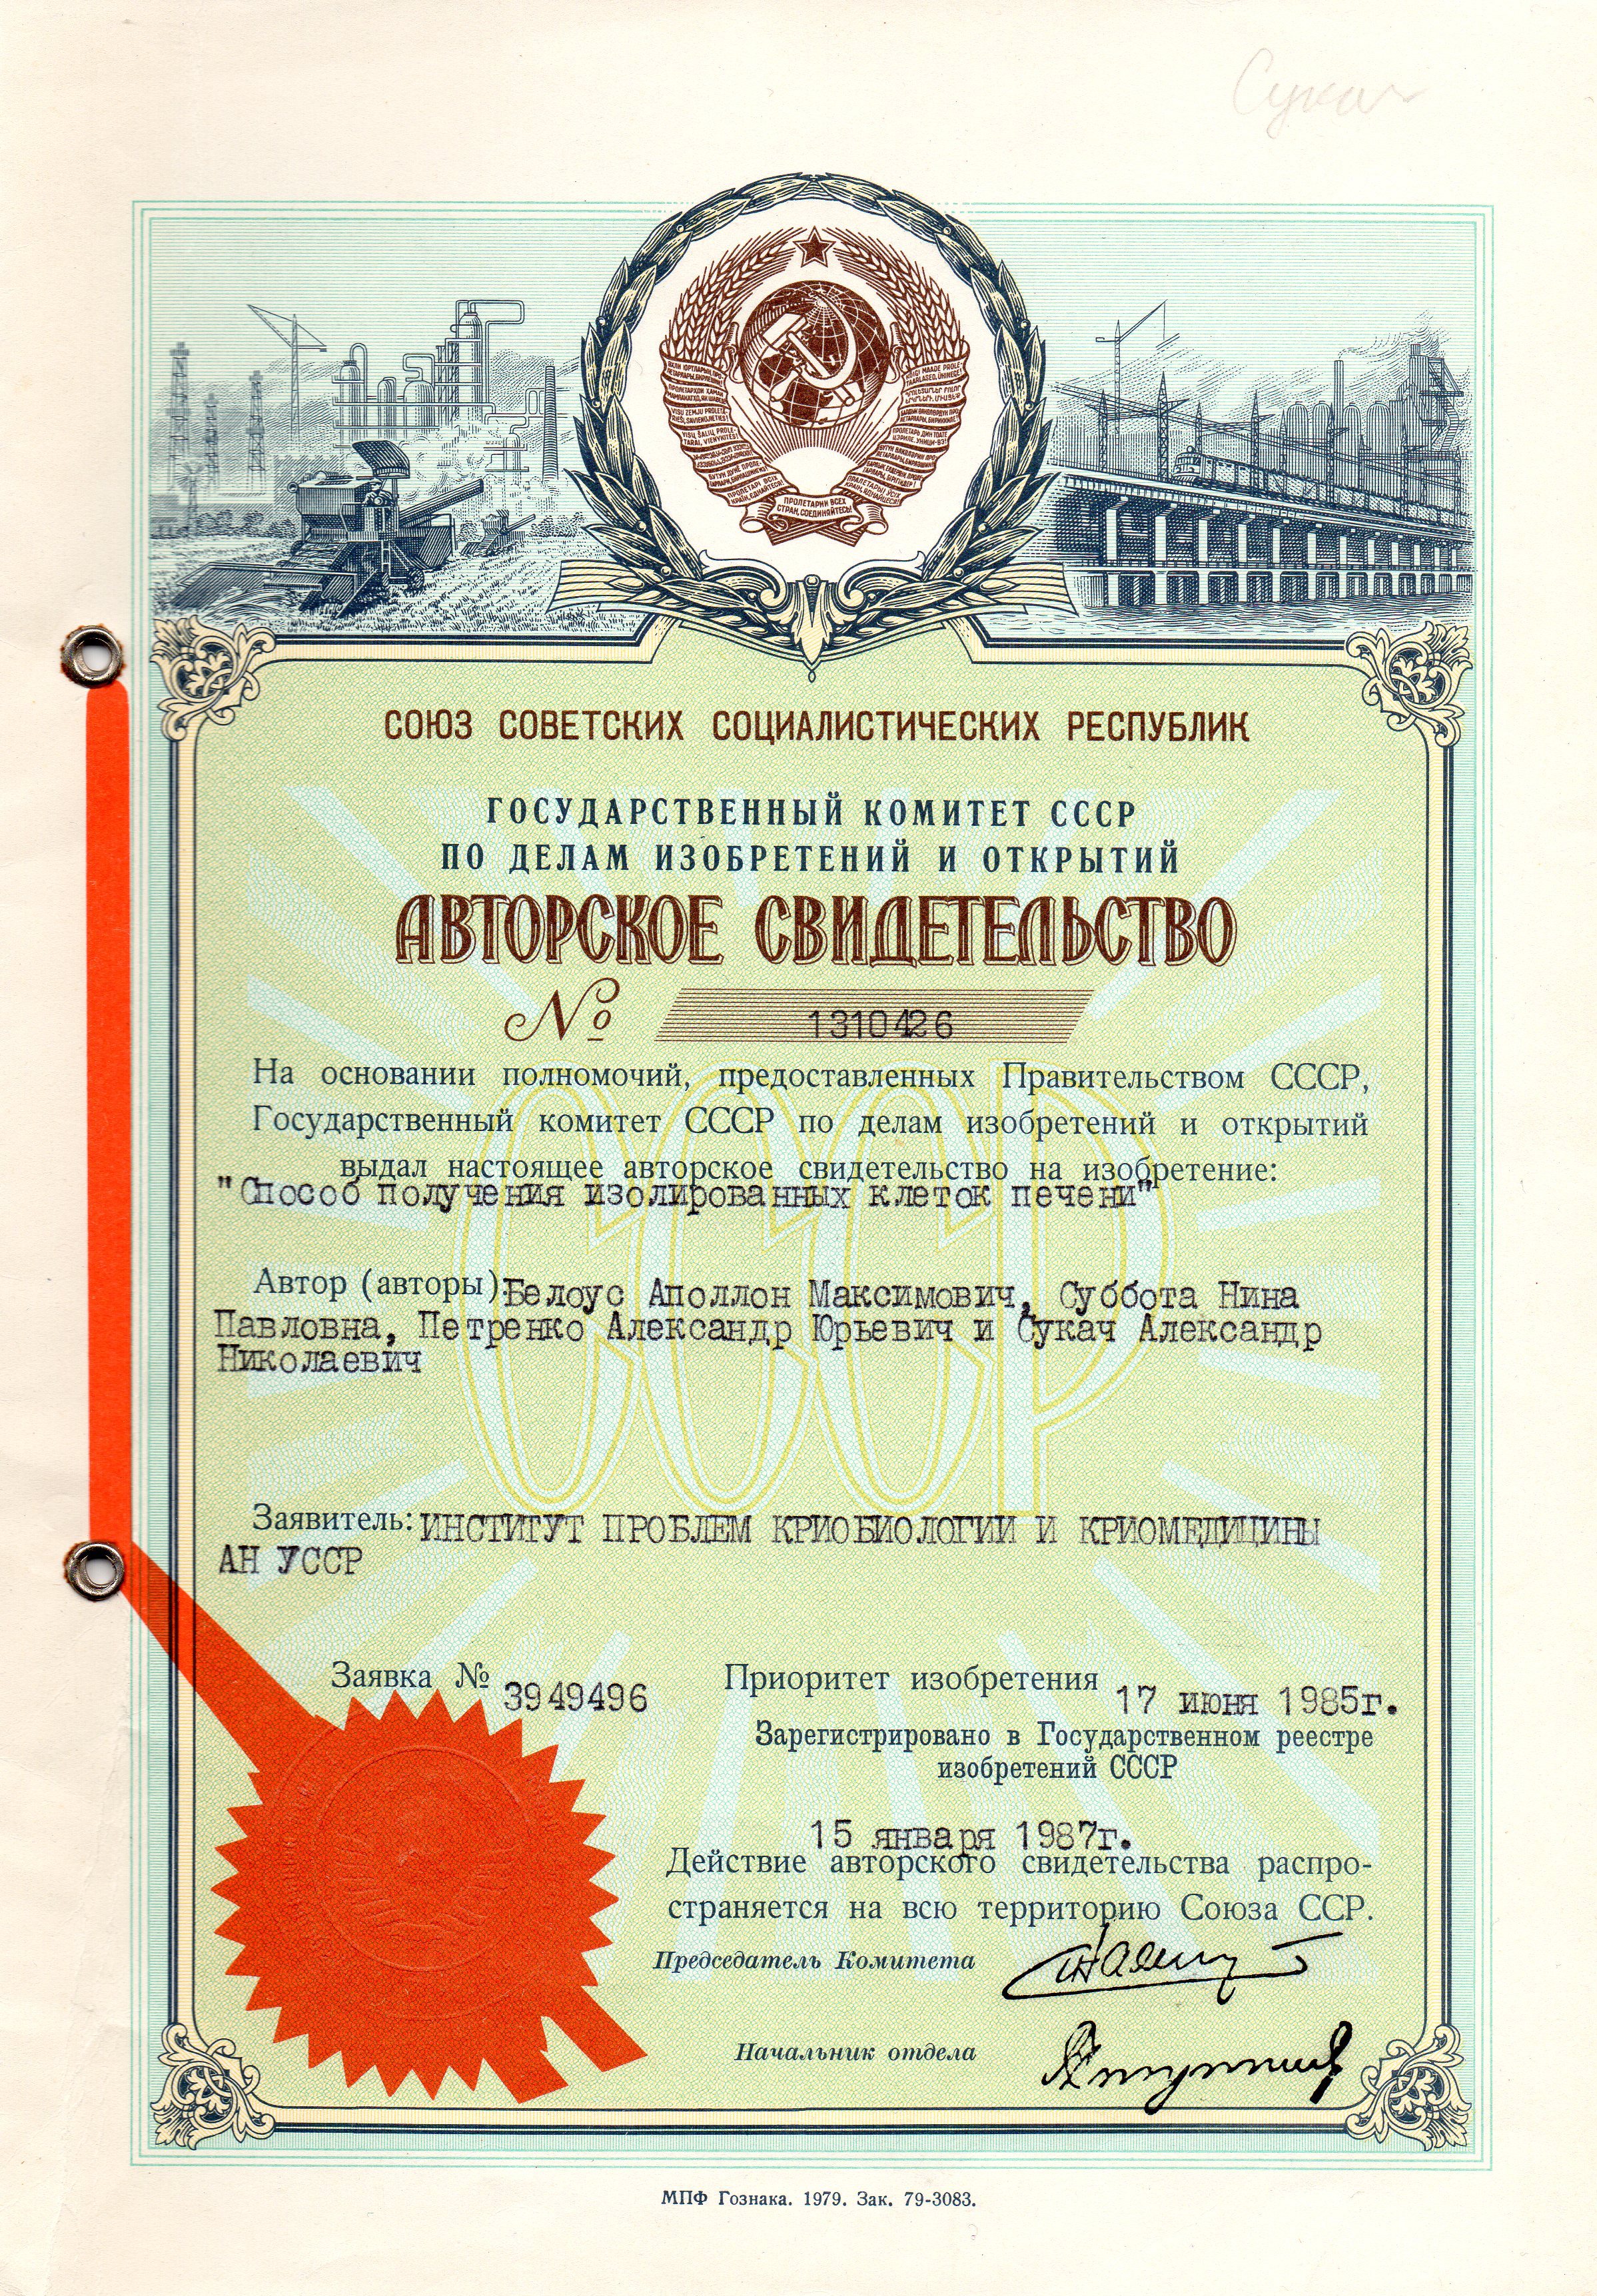 Сукач
ПРОЛЕТАРИИ ВСЕХ
СТРАН, СОЕДИНЯЙТЕСЬ!
СОЮЗ СОВЕТСКИХ СОЦИАЛИСТИЧЕСКИХ РЕСПУБЛИК
ГОСУДАРСТВЕННЫЙ КОМИТЕТ СССР
ПО ДЕЛАМ ИЗОБРЕТЕНИЙ И ОТКРЫТИЙ
АВТОРСКОЕ СВИДЕТЕЛЬСТВО
№ 1310426
На основании полномочий, предоставленных Правительством СССР,
Государственный комитет СССР по делам изобретений и открытий
выдал настоящее авторское свидетельство на изобретение:
"Способ получения изолированных клеток печени"
Автор (авторы): Белоус Аполлон Максимович, Суббота Нина
Павловна, Петренко Александр Юрьевич и Сукач Александр
Николаевич
СССР
Заявитель: ИНСТИТУТ ПРОБЛЕМ КРИОБИОЛОГИИ И КРИОМЕДИЦИНЫ
АН УССР
Заявка № 3949496 Приоритет изобретения 17 июня 1985г.
Зарегистрировано в Государственном реестре
изобретений СССР
15 января 1987г.
Действие авторского свидетельства распро-
страняется на всю территорию Союза ССР.
Председатель Комитета
Начальник отдела
МПФ Гознака. 1979. Зак. 79-3083.